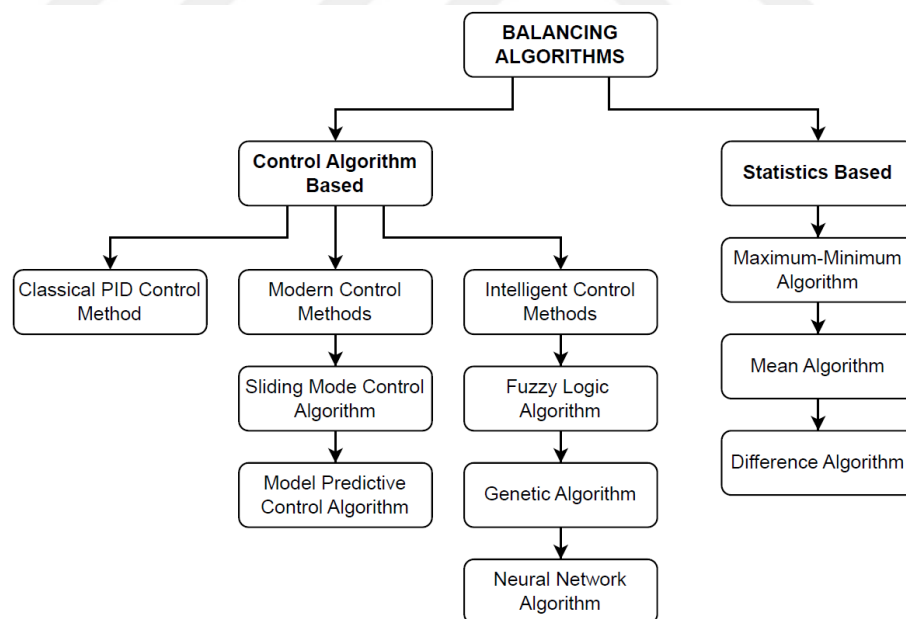 BALANCING
ALGORITHMS
Control Algorithm
Based
Statistics Based
Classical PID Control
Method
Modern Control
Methods
Intelligent Control
Methods
Maximum-Minimum
Algorithm
Sliding Mode Control
Algorithm
Fuzzy Logic
Algorithm
Mean Algorithm
Model Predictive
Control Algorithm
Genetic Algorithm
Difference Algorithm
Neural Network
Algorithm